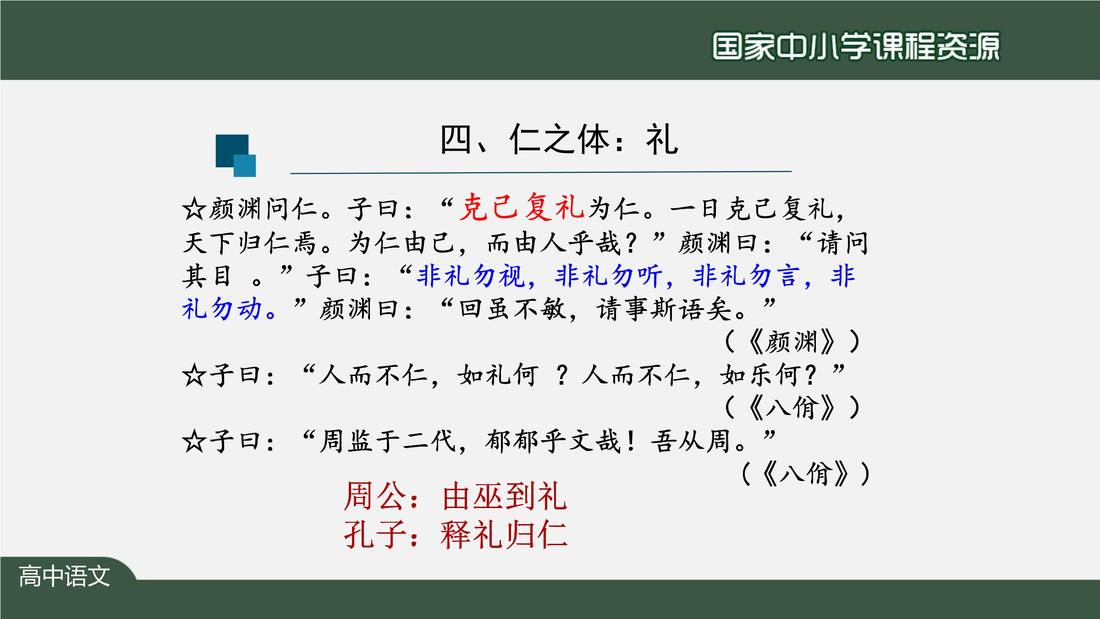 国家中小学课程资源
四、仁之体：礼
☆颜渊问仁。子曰：“克己复礼为仁。一日克己复礼，
天下归仁焉。为仁由己，而由人乎哉？”颜渊曰：“请问
其目 。”子曰：“非礼勿视，非礼勿听，非礼勿言，非
礼勿动。”颜渊曰：“回虽不敏，请事斯语矣。”
（《颜渊》）
☆子曰：“人而不仁，如礼何 ？人而不仁，如乐何？”
（《八佾》）
☆子曰：“周监于二代，郁郁乎文哉！吾从周。”
（《八佾》）
周公：由巫到礼
孔子：释礼归仁
高中语文